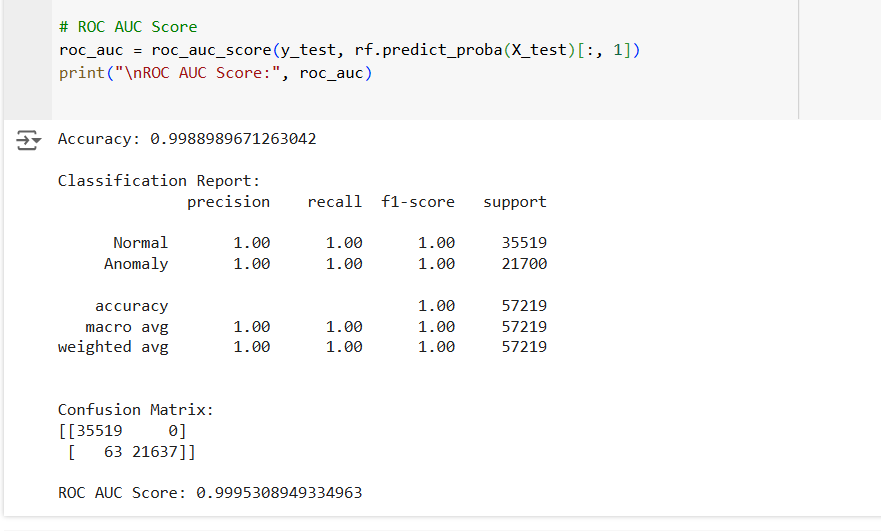 # ROC AUC Score
roc_auc = roc_auc_score(y_test, rf.predict_proba(X_test)[:, 1])
print("\nROC AUC Score:", roc_auc)
Accuracy: 0.9988989671263042
Classification Report:
precision recall f1-score support
Normal 1.00 1.00 1.00 35519
Anomaly 1.00 1.00 1.00 21700
accuracy 1.00 57219
macro avg 1.00 1.00 1.00 57219
weighted avg 1.00 1.00 1.00 57219
Confusion Matrix:
[[35519 0]
[ 63 21637]]
ROC AUC Score: 0.9995308949334963